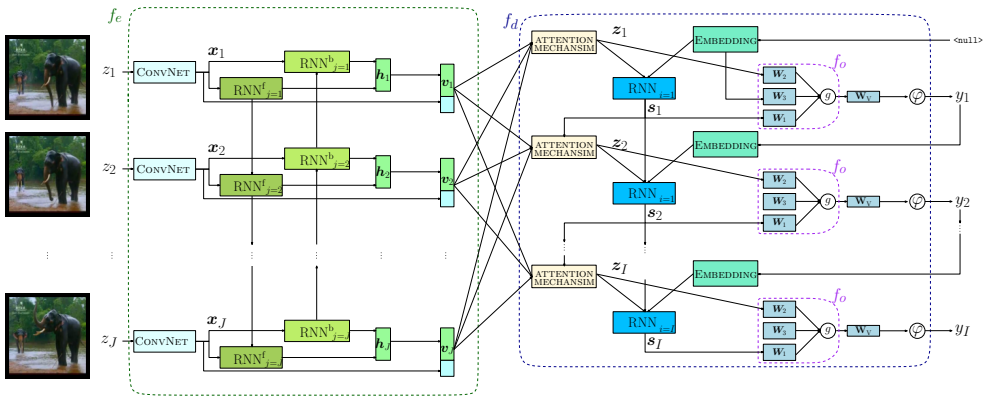 f_e
f_d
z_1
CONVNET
x_1
RNN^b_{j=1}
RNN^f_{j=1}
h_1
v_1
ATTENTION
MECHANSIM
z_1
EMBEDDING
<null>
RNN_{i=1}
s_1
f_o
W_2
W_3
W_1
g
W_V
φ
y_1
z_2
CONVNET
x_2
RNN^b_{j=2}
RNN^f_{j=2}
h_2
v_2
ATTENTION
MECHANSIM
z_2
EMBEDDING
RNN_{i=1}
s_2
f_o
W_2
W_3
W_1
g
W_V
φ
y_2
z_J
CONVNET
x_J
RNN^b_{j=J}
RNN^f_{j=J}
h_J
v_J
ATTENTION
MECHANSIM
z_I
EMBEDDING
RNN_{i=I}
s_I
f_o
W_2
W_3
W_1
g
W_V
φ
y_I